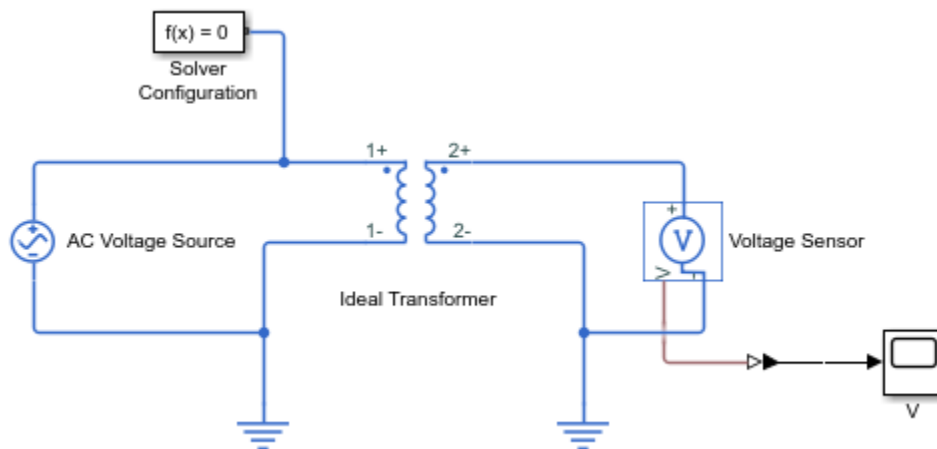 f(x) = 0
Solver
Configuration
1+
2+
AC Voltage Source
1-
2-
+
V
V
Voltage Sensor
Ideal Transformer
V